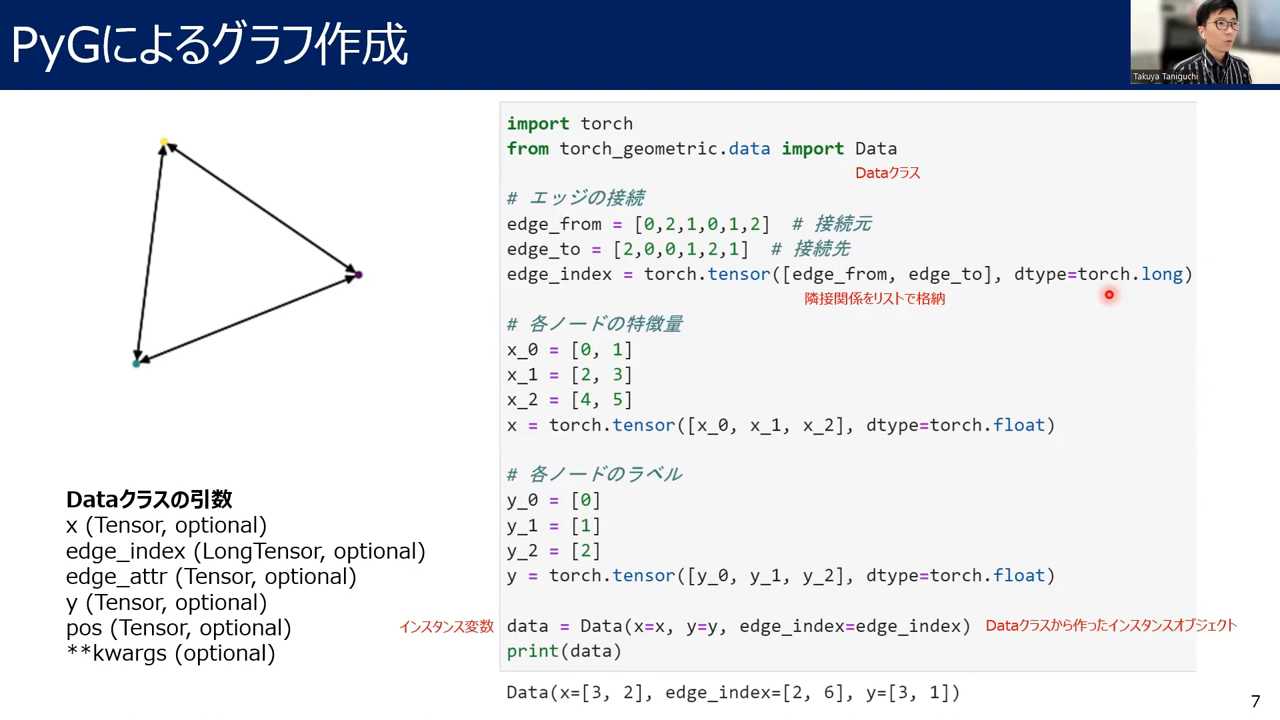 PyGによるグラフ作成
Takuya Taniguchi
import torch
from torch_geometric.data import Data
Dataクラス
# エッジの接続
edge_from = [0,2,1,0,1,2]  # 接続元
edge_to = [2,0,0,1,2,1]  # 接続先
edge_index = torch.tensor([edge_from, edge_to], dtype=torch.long)
隣接関係をリストで格納
# 各ノードの特徴量
x_0 = [0, 1]
x_1 = [2, 3]
x_2 = [4, 5]
x = torch.tensor([x_0, x_1, x_2], dtype=torch.float)
# 各ノードのラベル
y_0 = [0]
y_1 = [1]
y_2 = [2]
y = torch.tensor([y_0, y_1, y_2], dtype=torch.float)
インスタンス変数 data = Data(x=x, y=y, edge_index=edge_index) Dataクラスから作ったインスタンスオブジェクト
print(data)
Data(x=[3, 2], edge_index=[2, 6], y=[3, 1])
Dataクラスの引数
x (Tensor, optional)
edge_index (LongTensor, optional)
edge_attr (Tensor, optional)
y (Tensor, optional)
pos (Tensor, optional)
**kwargs (optional)
7